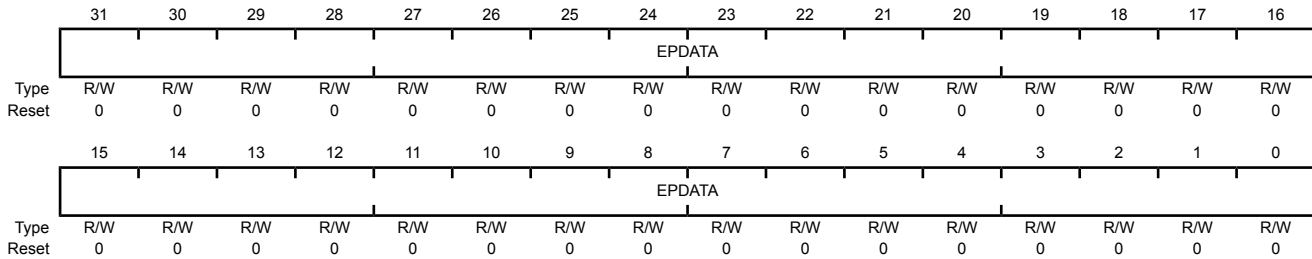 31 30 29 28 27 26 25 24 23 22 21 20 19 18 17 16
EPDATA
Type R/W R/W R/W R/W R/W R/W R/W R/W R/W R/W R/W R/W R/W R/W R/W R/W
Reset 0 0 0 0 0 0 0 0 0 0 0 0 0 0 0 0
15 14 13 12 11 10 9 8 7 6 5 4 3 2 1 0
EPDATA
Type R/W R/W R/W R/W R/W R/W R/W R/W R/W R/W R/W R/W R/W R/W R/W R/W
Reset 0 0 0 0 0 0 0 0 0 0 0 0 0 0 0 0